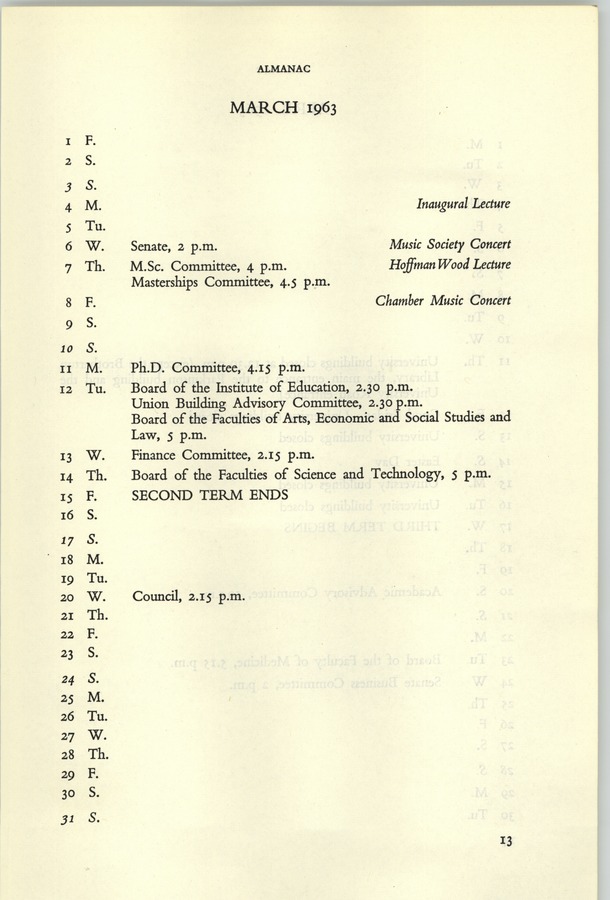 ALMANAC
MARCH 1963
1 F.
2 S.
3 S.
4 M. Inaugural Lecture
5 Tu.
6 W. Senate, 2 p.m. Music Society Concert
7 Th. M.Sc. Committee, 4 p.m. Hoffman Wood Lecture
Masterships Committee, 4.5 p.m.
8 F. Chamber Music Concert
9 S.
10 S.
11 M. Ph.D. Committee, 4.15 p.m.
12 Tu. Board of the Institute of Education, 2.30 p.m.
Union Building Advisory Committee, 2.30 p.m.
Board of the Faculties of Arts, Economic and Social Studies and
Law, 5 p.m.
13 W. Finance Committee, 2.15 p.m.
14 Th. Board of the Faculties of Science and Technology, 5 p.m.
15 F. SECOND TERM ENDS
16 S.
17 S.
18 M.
19 Tu.
20 W. Council, 2.15 p.m.
21 Th.
22 F.
23 S.
24 S.
25 M.
26 Tu.
27 W.
28 Th.
29 F.
30 S.
31 S.
13